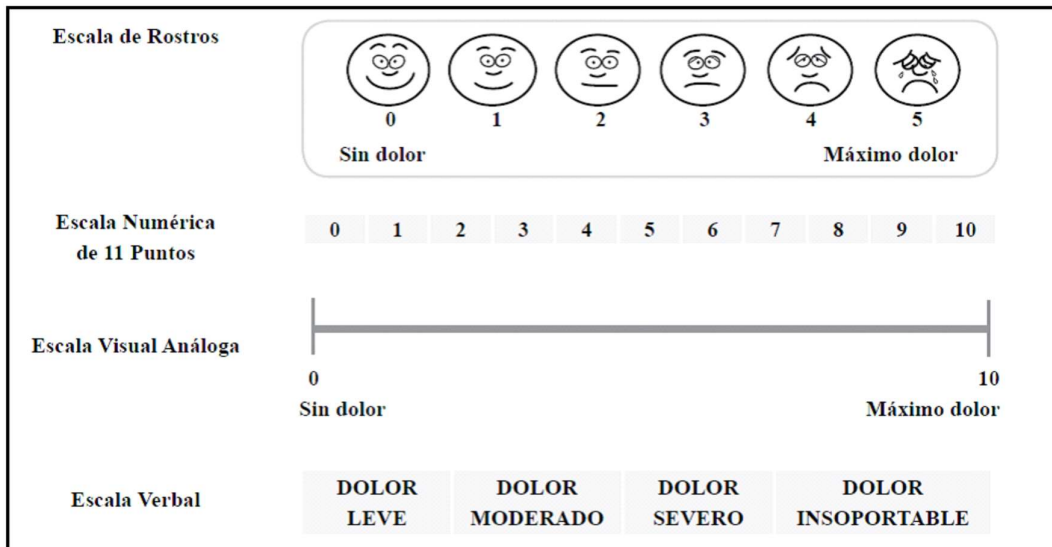 Escala de Rostros
0 1 2 3 4 5
Sin dolor Máximo dolor
Escala Numérica
de 11 Puntos
0 1 2 3 4 5 6 7 8 9 10
Escala Visual Análoga
0 10
Sin dolor Máximo dolor
Escala Verbal
DOLOR LEVE
DOLOR MODERADO
DOLOR SEVERO
DOLOR INSOPORTABLE